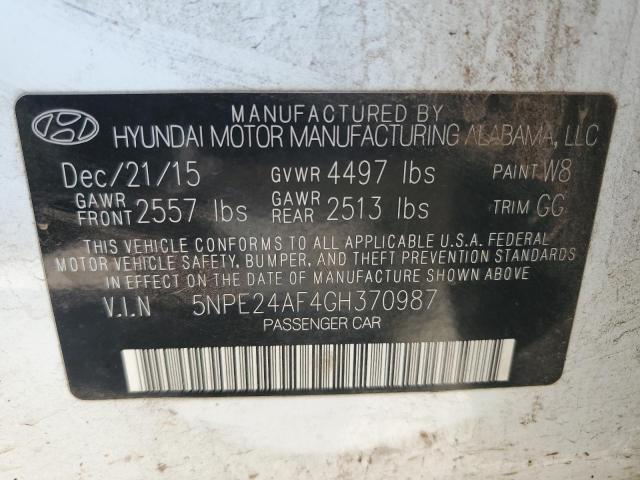 MANUFACTURED BY
HYUNDAI MOTOR MANUFACTURING ALABAMA, LLC
Dec/21/15 GVWR 4497 lbs PAINT W8
GAWR FRONT 2557 lbs GAWR REAR 2513 lbs TRIM GG
THIS VEHICLE CONFORMS TO ALL APPLICABLE U.S.A. FEDERAL
MOTOR VEHICLE SAFETY, BUMPER, AND THEFT PREVENTION STANDARDS
IN EFFECT ON THE DATE OF MANUFACTURE SHOWN ABOVE
V.I.N 5NPE24AF4GH370987
PASSENGER CAR